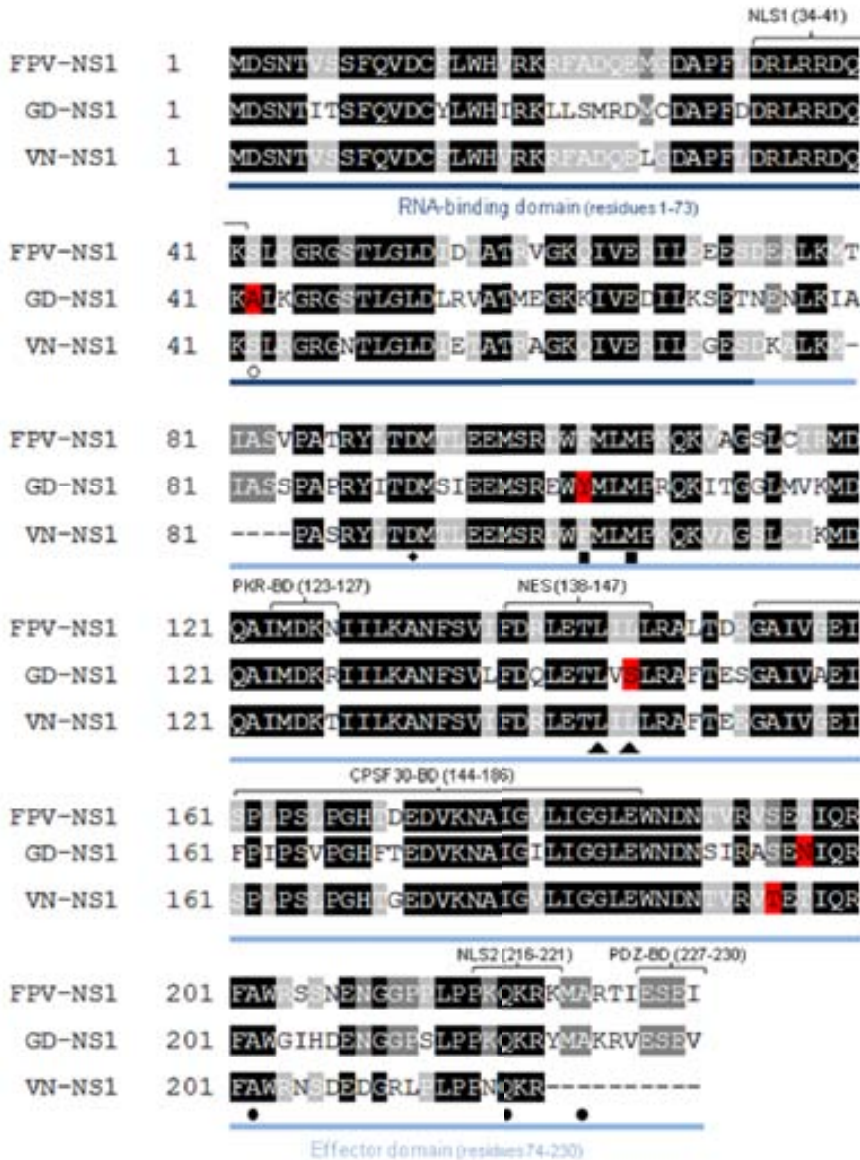 NLS1 (34-41)
FPV-NS1 1 MDSNTVSSFQVDCFLWHVRKRFADQEMGDAPFLDRLRRDQ
GD-NS1 1 MDSNTITSFQVDCYLWHIRKLLSMRDMCDAPFDDRLRRDQ
VN-NS1 1 MDSNTVSSFQVDCFLWHVRKRFADQELGDAPFLDRLRRDQ
RNA-binding domain (residues 1-73)
FPV-NS1 41 KSLRGRGSTLGLDIDTATRVGKQIVERILEEESDEALKMT
GD-NS1 41 KALKGRGSTLGLDLRVATMEGKKIVEDILKSETNENLKIA
VN-NS1 41 KSLRGRGNTLGLDIETATRAGKQIVERILEGESDKALKM-
FPV-NS1 81 IASVPATRYLTDMTLEEMSRDWFMLMPKQKVAGSLCIRMD
GD-NS1 81 IASSPAPRYITDMSIEEMSREWYMLMPRQKITGGLMVKMD
VN-NS1 81 ----PASRYLTDMTLEEMSRDWFMLMPKQKVAGSLCIKMD
PKR-BD (123-127) NES (138-147)
FPV-NS1 121 QAIMDKNIILKANFSVIFDRLETLILLRALTDEGAIVGEI
GD-NS1 121 QAIMDKRIILKANFSVLFDQLETLVSLRAFTESGAIVAEI
VN-NS1 121 QAIMDKTIILKANFSVIFDRLETLILLRAFTEEGAIVGEI
CPSF30-BD (144-186)
FPV-NS1 161 SPLPSLPGHTDEDVKNAIGVLIGGLEWNDNTVRVSETIQR
GD-NS1 161 FPIPSVPGHFTEDVKNAIGILIGGLEWNDNSIRASENIQR
VN-NS1 161 SPLPSLPGHTGEDVKNAIGVLIGGLEWNDNTVRVTETIQR
NLS2 (216-221) PDZ-BD (227-230)
FPV-NS1 201 FAWRSSNENGGPPLPPKQKRKMARTIESEI
GD-NS1 201 FAWGIHDENGGPSLPPKQKRYMAKRVESEV
VN-NS1 201 FAWRNSDEDGRLPLPPNQKR----------
Effector domain (residues 74-230)